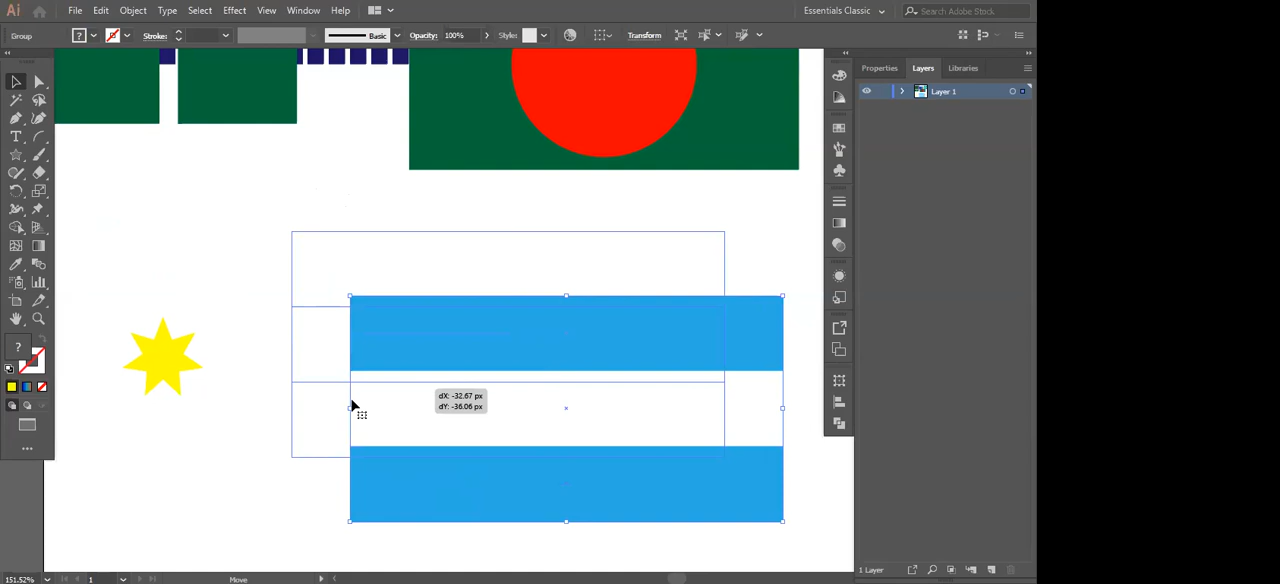 Ai File Edit Object Type Select Effect View Window Help Essentials Classic Search Adobe Stock
Group ? Stroke: Basic Opacity: 100% Style: Transform
Properties Layers Libraries
Layer 1
?
dX: -32.67 px
dY: -36.06 px
151.52% 1 Move 1 Layer